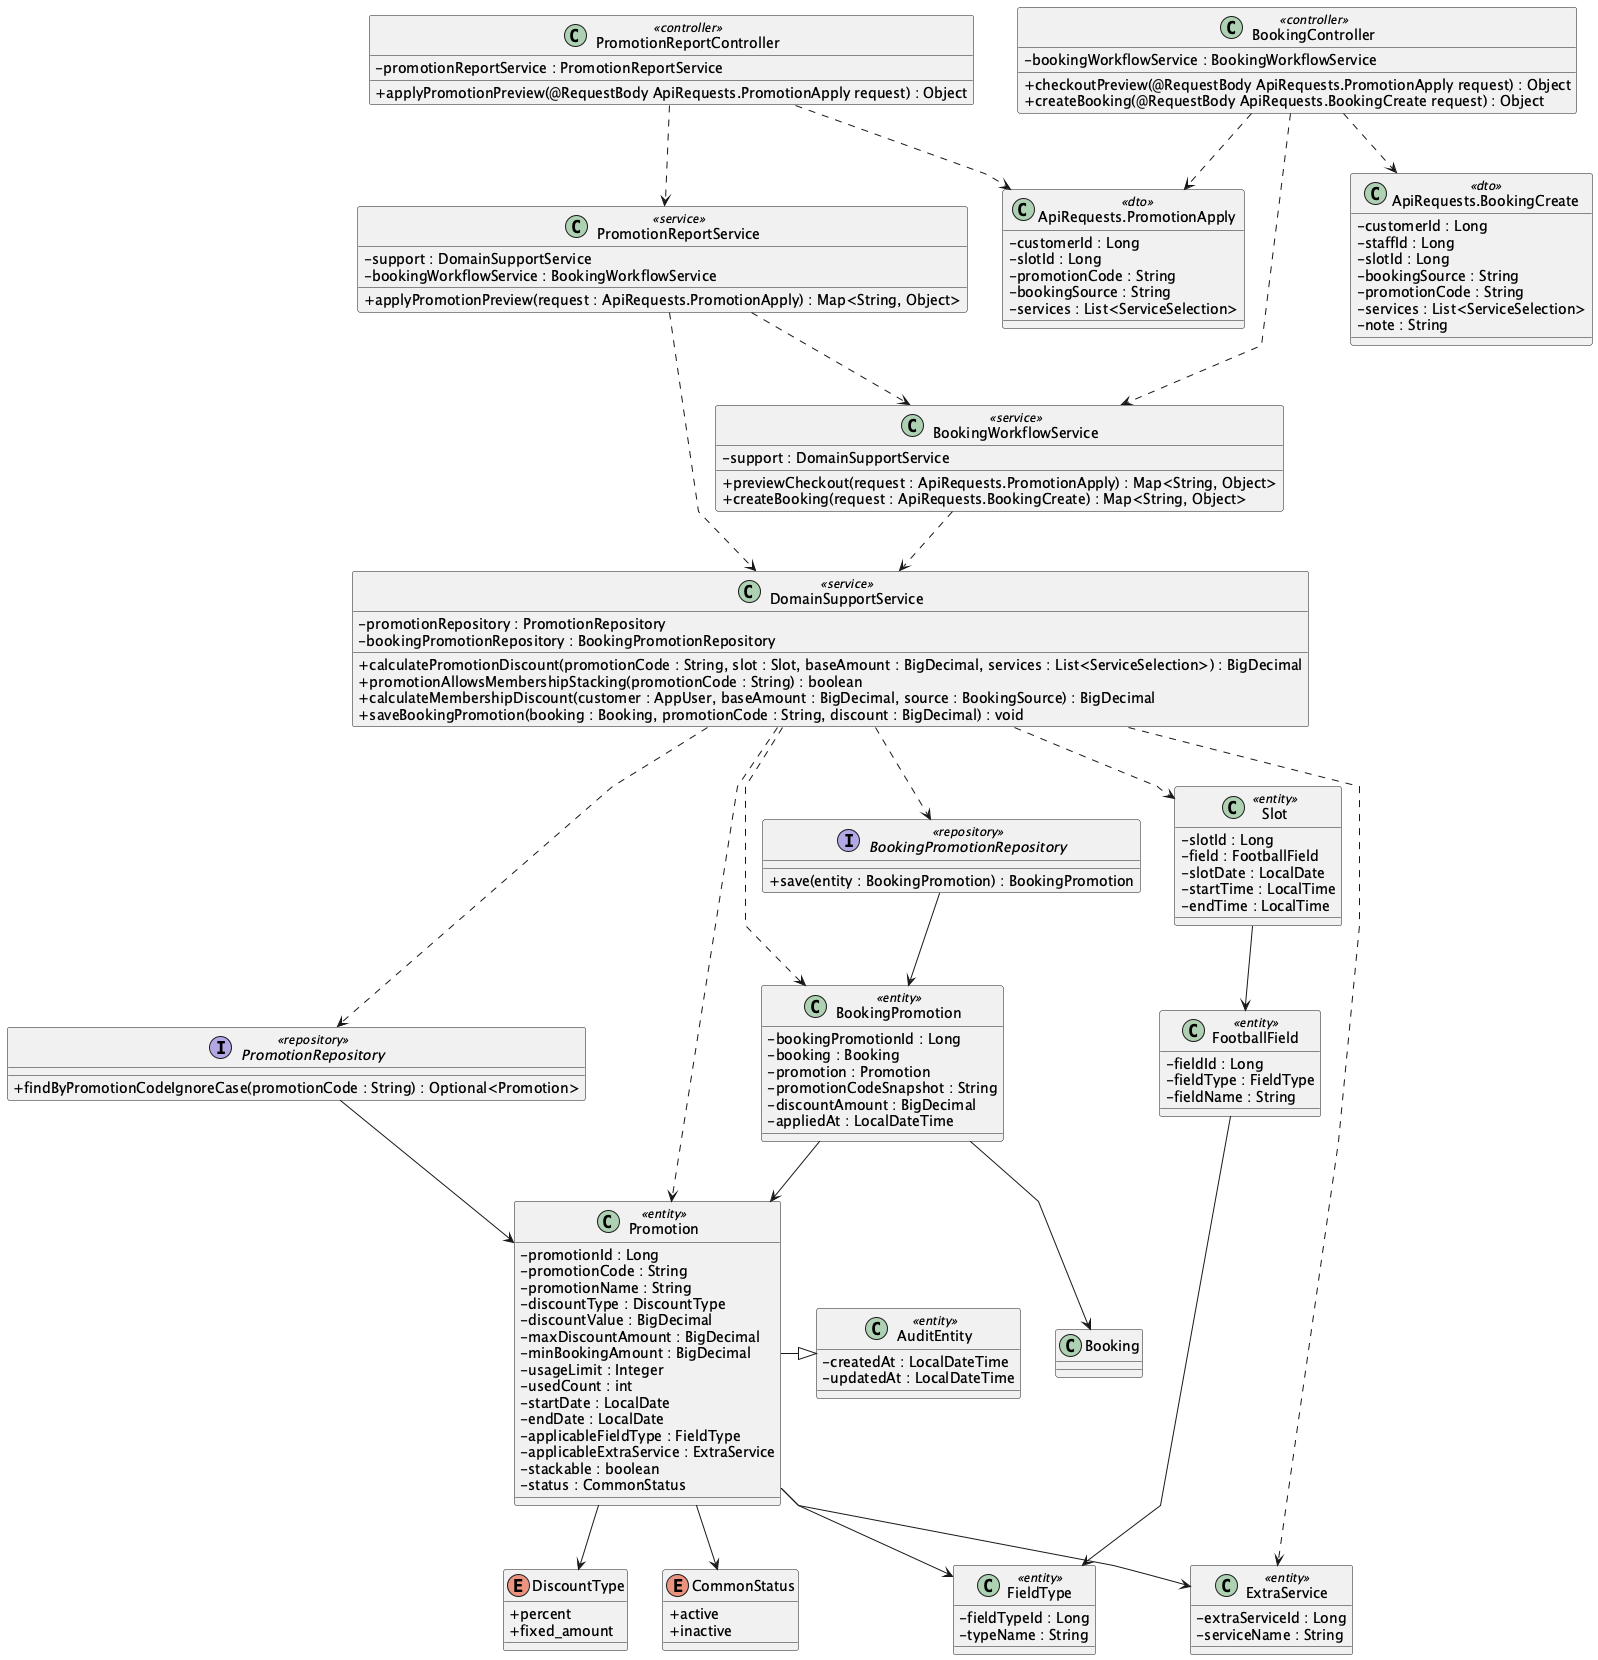 «controller»
C PromotionReportController
-promotionReportService : PromotionReportService
+applyPromotionPreview(@RequestBody ApiRequests.PromotionApply request) : Object
«controller»
C BookingController
-bookingWorkflowService : BookingWorkflowService
+checkoutPreview(@RequestBody ApiRequests.PromotionApply request) : Object
+createBooking(@RequestBody ApiRequests.BookingCreate request) : Object
«service»
C PromotionReportService
-support : DomainSupportService
-bookingWorkflowService : BookingWorkflowService
+applyPromotionPreview(request : ApiRequests.PromotionApply) : Map<String, Object>
«dto»
C ApiRequests.PromotionApply
-customerId : Long
-slotId : Long
-promotionCode : String
-bookingSource : String
-services : List<ServiceSelection>
«dto»
C ApiRequests.BookingCreate
-customerId : Long
-staffId : Long
-slotId : Long
-bookingSource : String
-promotionCode : String
-services : List<ServiceSelection>
-note : String
«service»
C BookingWorkflowService
-support : DomainSupportService
+previewCheckout(request : ApiRequests.PromotionApply) : Map<String, Object>
+createBooking(request : ApiRequests.BookingCreate) : Map<String, Object>
«service»
C DomainSupportService
-promotionRepository : PromotionRepository
-bookingPromotionRepository : BookingPromotionRepository
+calculatePromotionDiscount(promotionCode : String, slot : Slot, baseAmount : BigDecimal, services : List<ServiceSelection>) : BigDecimal
+promotionAllowsMembershipStacking(promotionCode : String) : boolean
+calculateMembershipDiscount(customer : AppUser, baseAmount : BigDecimal, source : BookingSource) : BigDecimal
+saveBookingPromotion(booking : Booking, promotionCode : String, discount : BigDecimal) : void
«repository»
I BookingPromotionRepository
+save(entity : BookingPromotion) : BookingPromotion
«entity»
C Slot
-slotId : Long
-field : FootballField
-slotDate : LocalDate
-startTime : LocalTime
-endTime : LocalTime
«repository»
I PromotionRepository
+findByPromotionCodeIgnoreCase(promotionCode : String) : Optional<Promotion>
«entity»
C BookingPromotion
-bookingPromotionId : Long
-booking : Booking
-promotion : Promotion
-promotionCodeSnapshot : String
-discountAmount : BigDecimal
-appliedAt : LocalDateTime
«entity»
C FootballField
-fieldId : Long
-fieldType : FieldType
-fieldName : String
«entity»
C Promotion
-promotionId : Long
-promotionCode : String
-promotionName : String
-discountType : DiscountType
-discountValue : BigDecimal
-maxDiscountAmount : BigDecimal
-minBookingAmount : BigDecimal
-usageLimit : Integer
-usedCount : int
-startDate : LocalDate
-endDate : LocalDate
-applicableFieldType : FieldType
-applicableExtraService : ExtraService
-stackable : boolean
-status : CommonStatus
«entity»
C AuditEntity
-createdAt : LocalDateTime
-updatedAt : LocalDateTime
C Booking
E DiscountType
+percent
+fixed_amount
E CommonStatus
+active
+inactive
«entity»
C FieldType
-fieldTypeId : Long
-typeName : String
«entity»
C ExtraService
-extraServiceId : Long
-serviceName : String